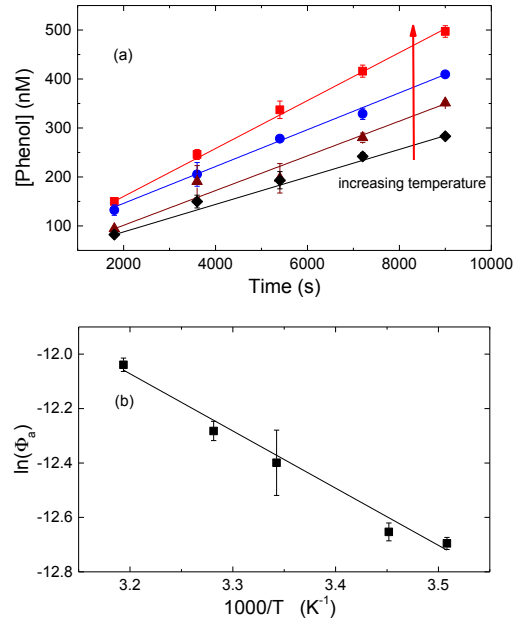 (a)
[Phenol] (nM)
500
400
300
200
100
increasing temperature
2000 4000 6000 8000 10000
Time (s)
(b)
ln(Φa)
-12.0
-12.2
-12.4
-12.6
-12.8
3.2 3.3 3.4 3.5
1000/T (K-1)